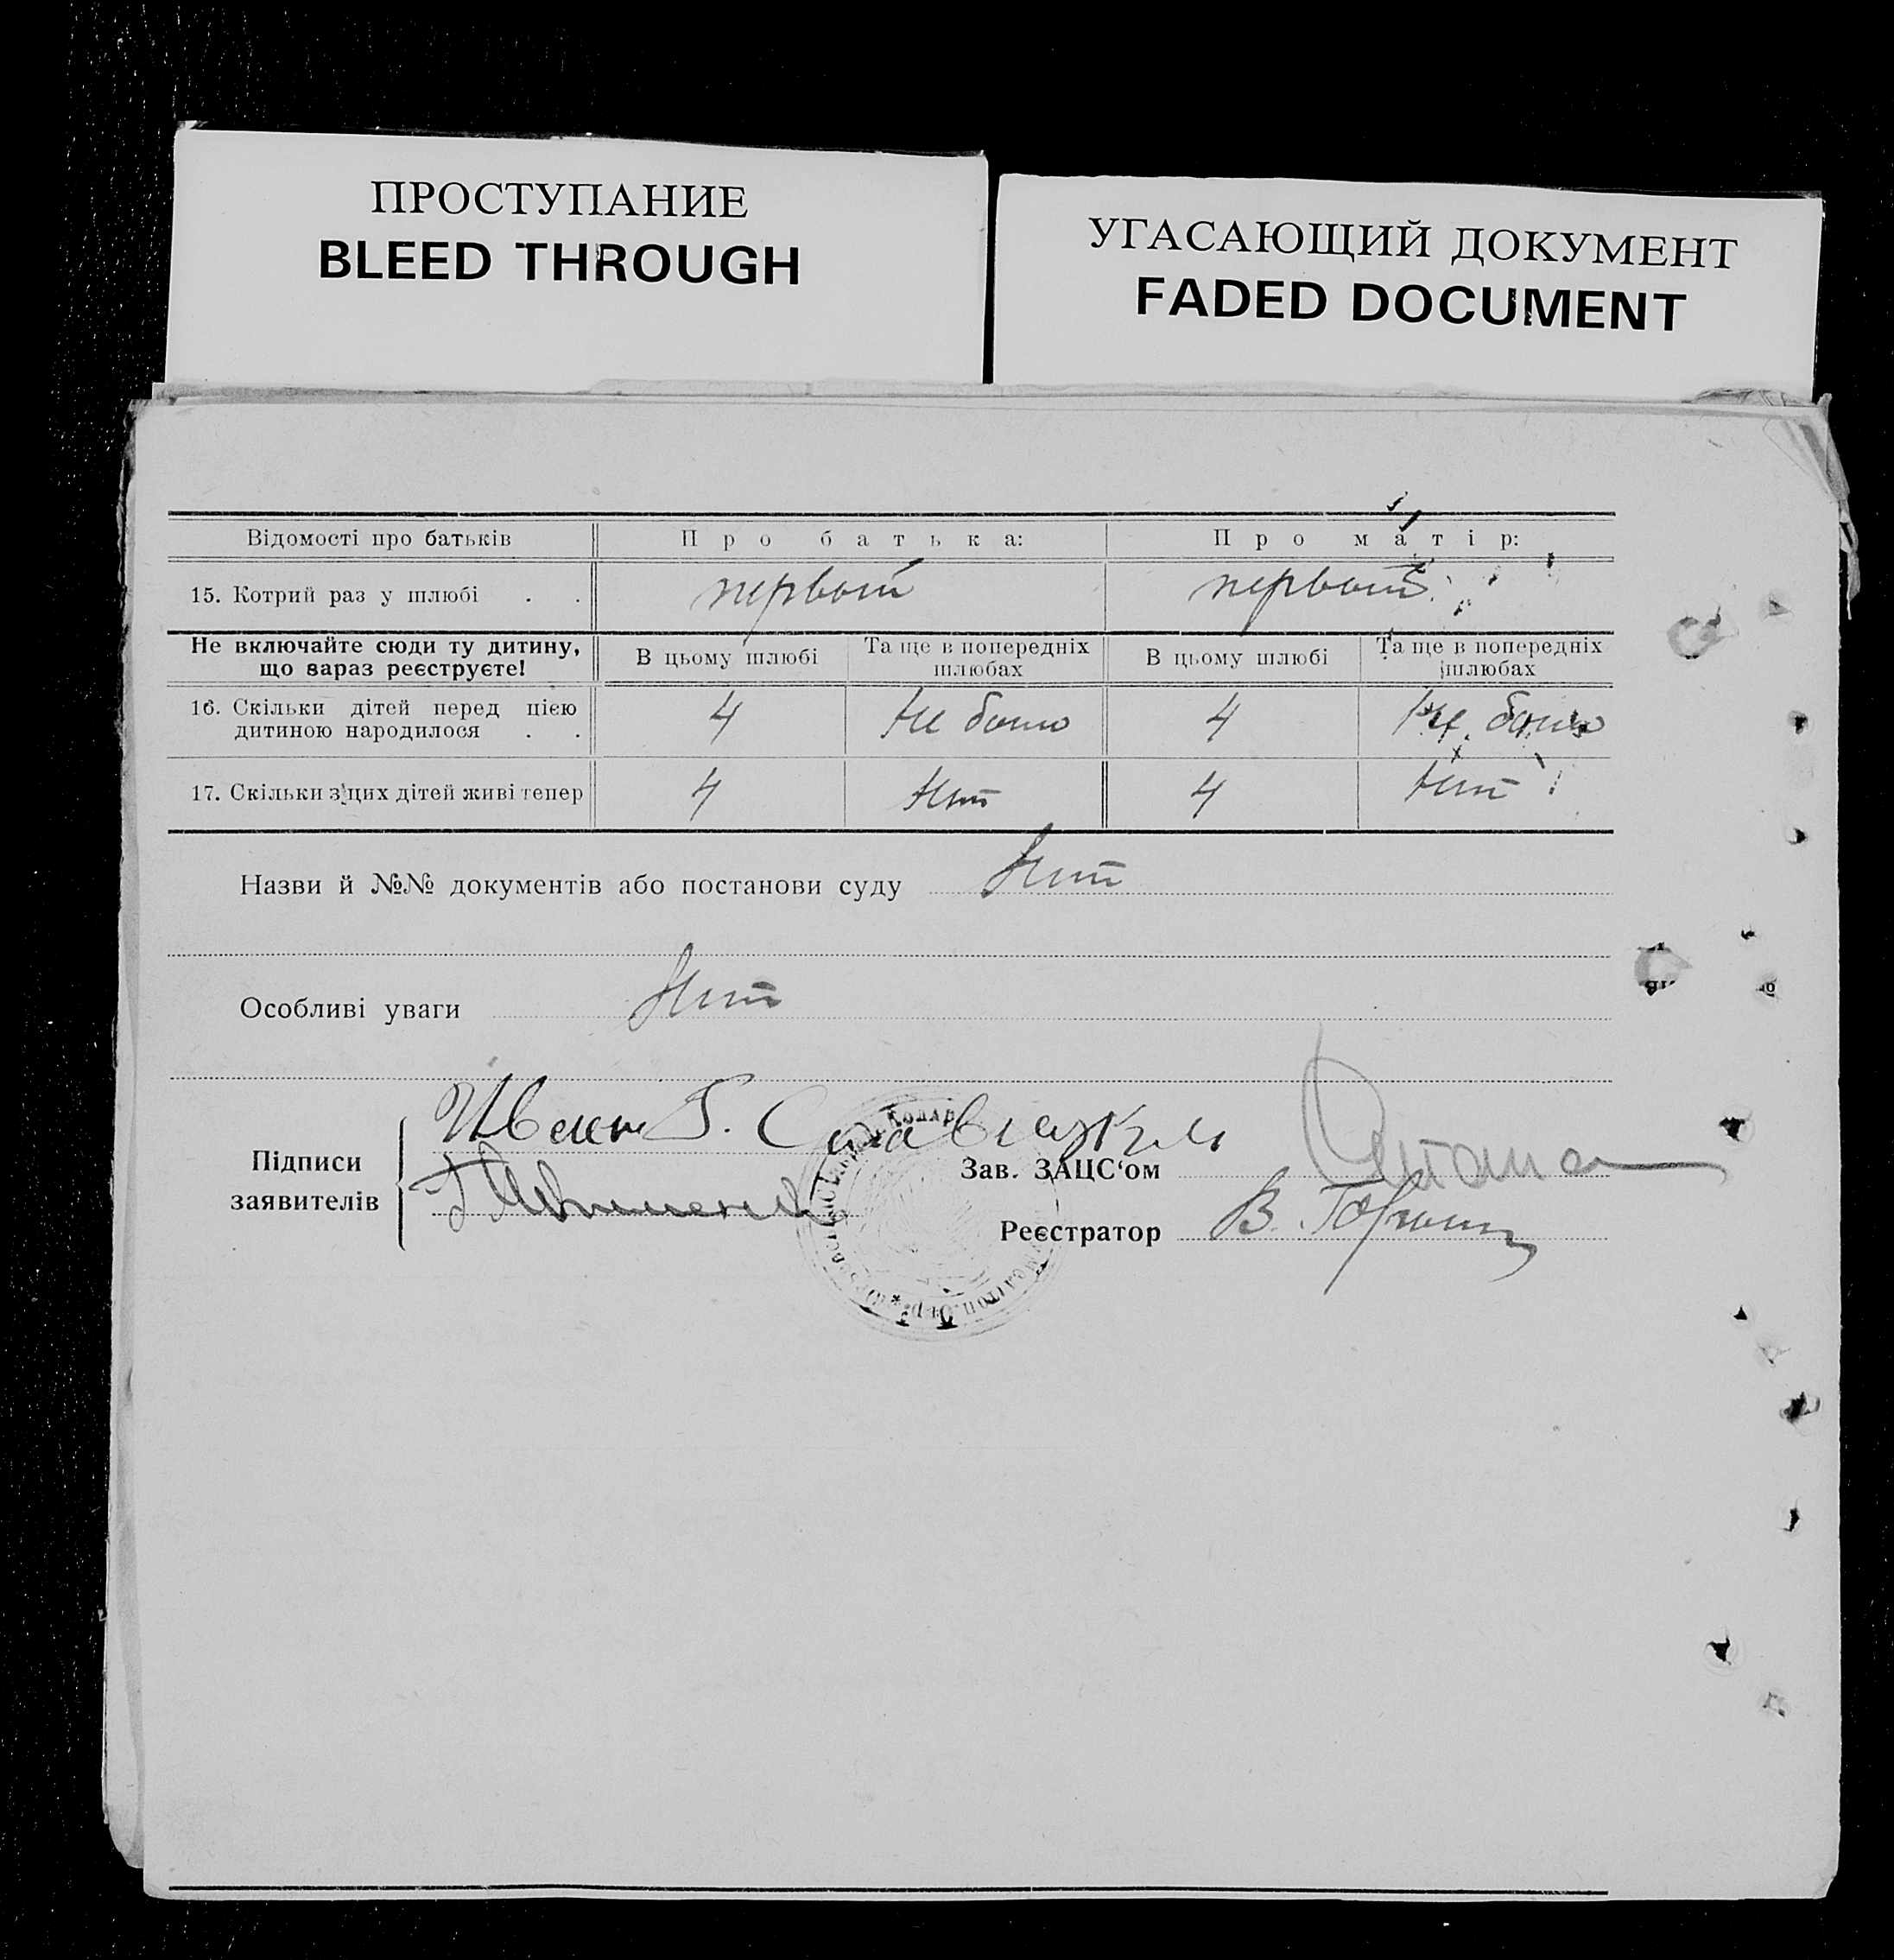 ПРОСТУПАНИЕ
BLEED THROUGH
УГАСАЮЩИЙ ДОКУМЕНТ
FADED DOCUMENT
Відомості про батьків Про батька: Про матір:
15. Котрий раз у шлюбі . . первый первый
Не включайте сюди ту дитину, що зараз реєструєте! В цьому шлюбі Та ще в попередніх шлюбах В цьому шлюбі Та ще в попередніх шлюбах
16. Скільки дітей перед цією дитиною народилося . . 4 Не было 4 Не было
17. Скільки з цих дітей живі тепер 4 Нет 4 Нет
Назви й №№ документів або постанови суду Нет
Особливі уваги Нет
Підписи заявителів
Иван
Зав. ЗАЦС‘ом
Реєстратор В.